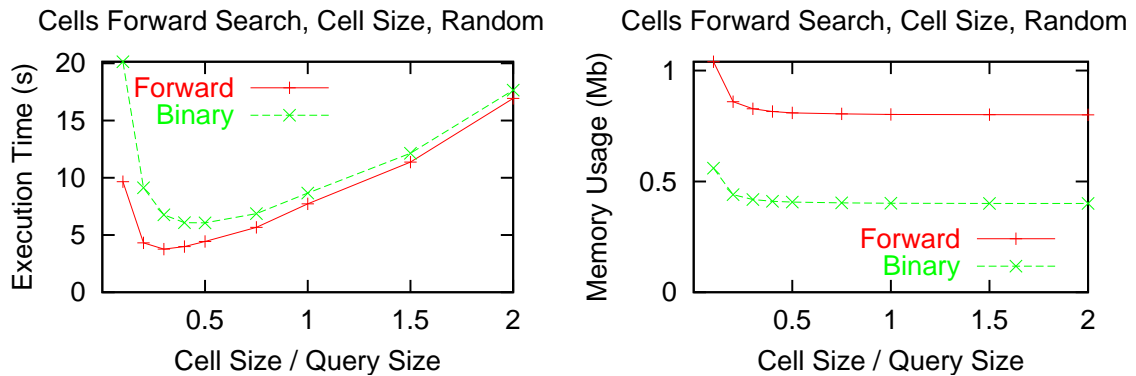 Cells Forward Search, Cell Size, Random
Execution Time (s)
20
15
10
5
0
Forward
Binary
0.5
1
1.5
2
Cell Size / Query Size
Cells Forward Search, Cell Size, Random
Memory Usage (Mb)
1
0.5
0
Forward
Binary
0.5
1
1.5
2
Cell Size / Query Size